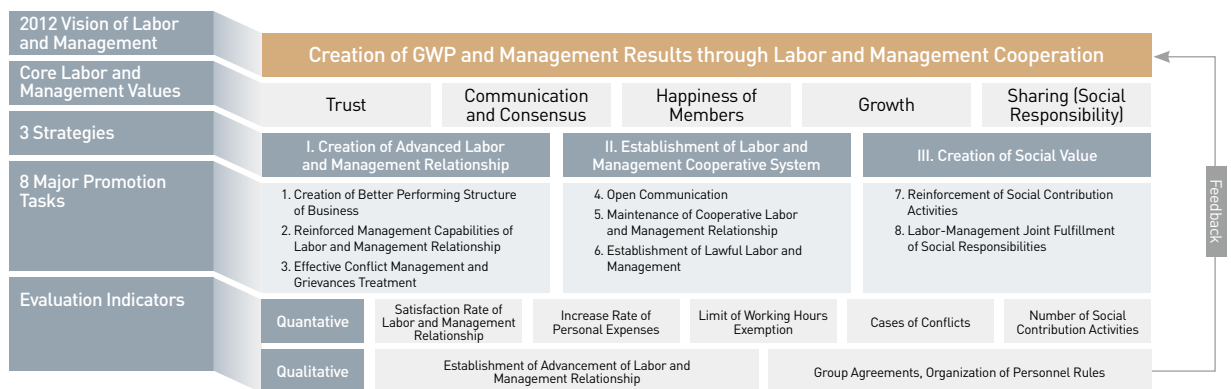 2012 Vision of Labor
and Management
Creation of GWP and Management Results through Labor and Management Cooperation
Core Labor and
Management Values
Trust
Communication
and Consensus
Happiness of
Members
Growth
Sharing (Social
Responsibility)
3 Strategies
I. Creation of Advanced Labor
and Management Relationship
II. Establishment of Labor and
Management Cooperative System
III. Creation of Social Value
8 Major Promotion
Tasks
1. Creation of Better Performing Structure
of Business
2. Reinforced Management Capabilities of
Labor and Management Relationship
3. Effective Conflict Management and
Grievances Treatment
4. Open Communication
5. Maintenance of Cooperative Labor
and Management Relationship
6. Establishment of Lawful Labor and
Management
7. Reinforcement of Social Contribution
Activities
8. Labor-Management Joint Fulfillment
of Social Responsibilities
Feedback
Evaluation Indicators
Quantative
Satisfaction Rate of
Labor and Management
Relationship
Increase Rate of
Personal Expenses
Limit of Working Hours
Exemption
Cases of Conflicts
Number of Social
Contribution Activities
Qualitative
Establishment of Advancement of Labor and
Management Relationship
Group Agreements, Organization of Personnel Rules